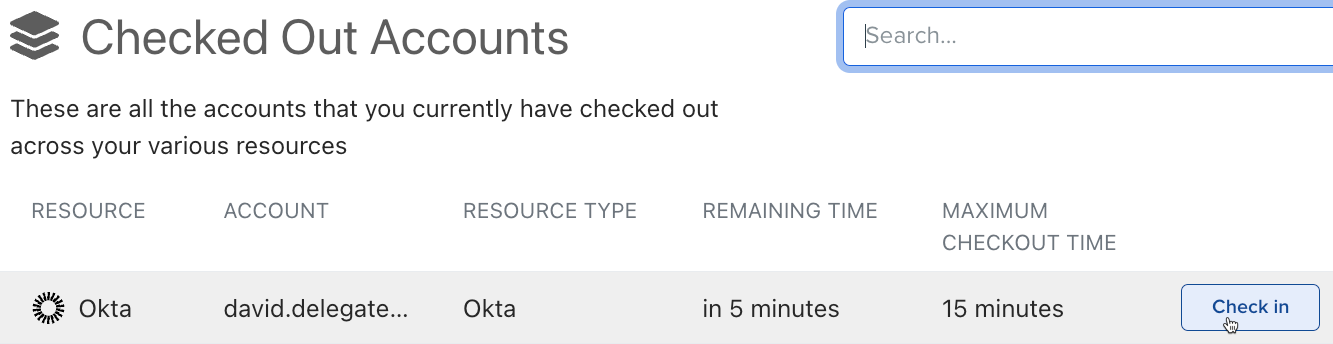 Checked Out Accounts
Search...
These are all the accounts that you currently have checked out
across your various resources
RESOURCE ACCOUNT RESOURCE TYPE REMAINING TIME MAXIMUM
CHECKOUT TIME
Okta david.delegate... Okta in 5 minutes 15 minutes Check in